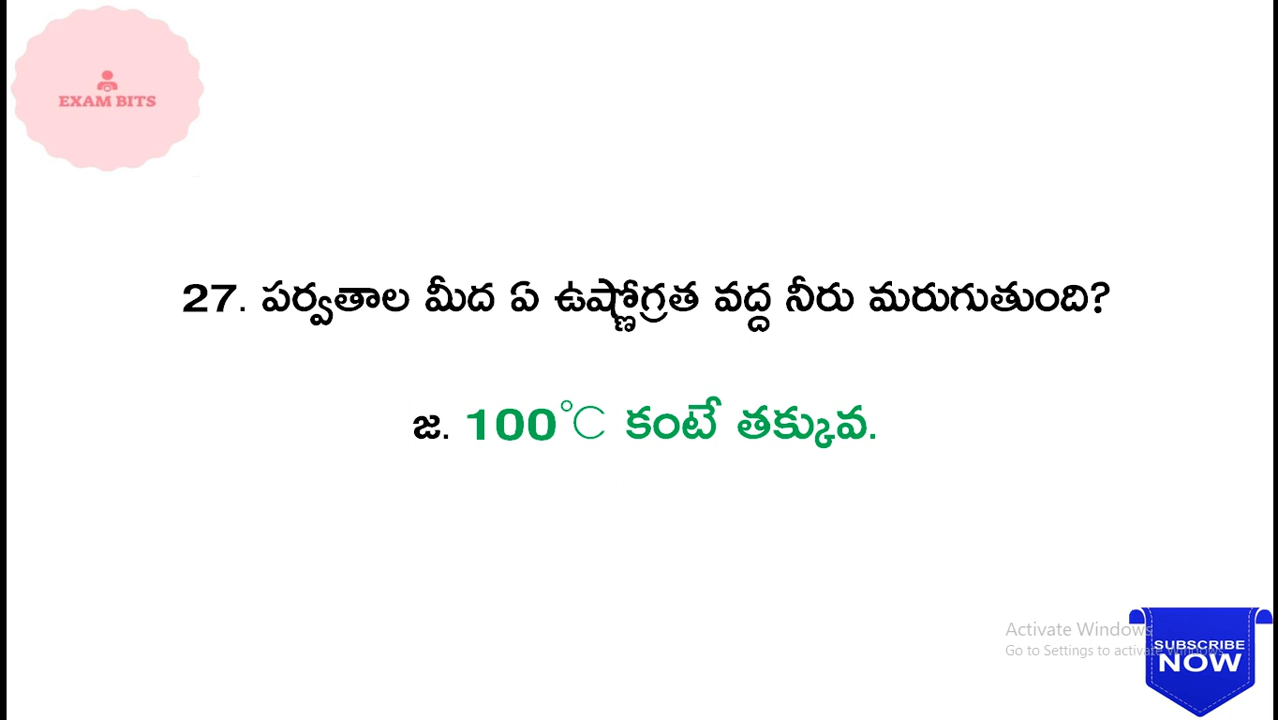 EXAM BITS
27. పర్వతాల మీద ఏ ఉష్ణోగ్రత వద్ద నీరు మరుగుతుంది?
జ. 100℃ కంటే తక్కువ.
Activate Windows
Go to Settings to activate Windows.
SUBSCRIBE
NOW